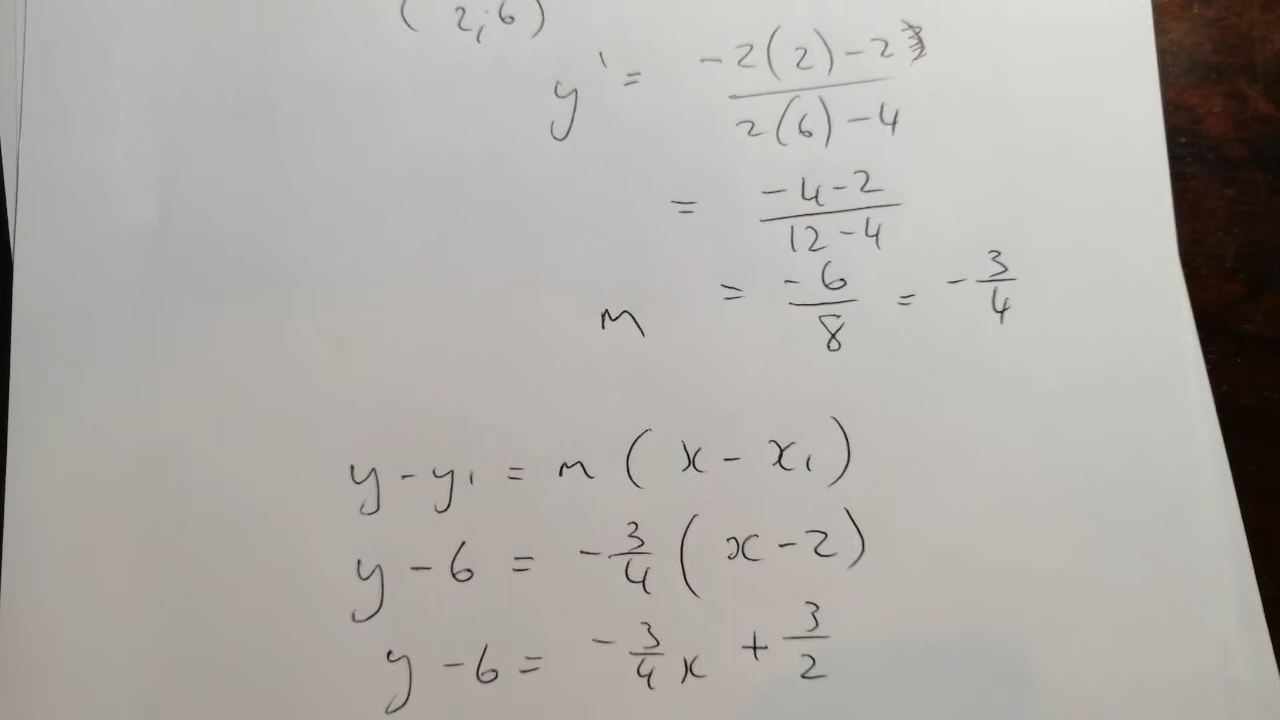 ( 2;6)
y' = -2(2)-2 / 2(6)-4
= -4-2 / 12-4
m = -6/8 = -3/4
y-y₁ = m(x-x₁)
y-6 = -3/4(x-2)
y-6 = -3/4x + 3/2